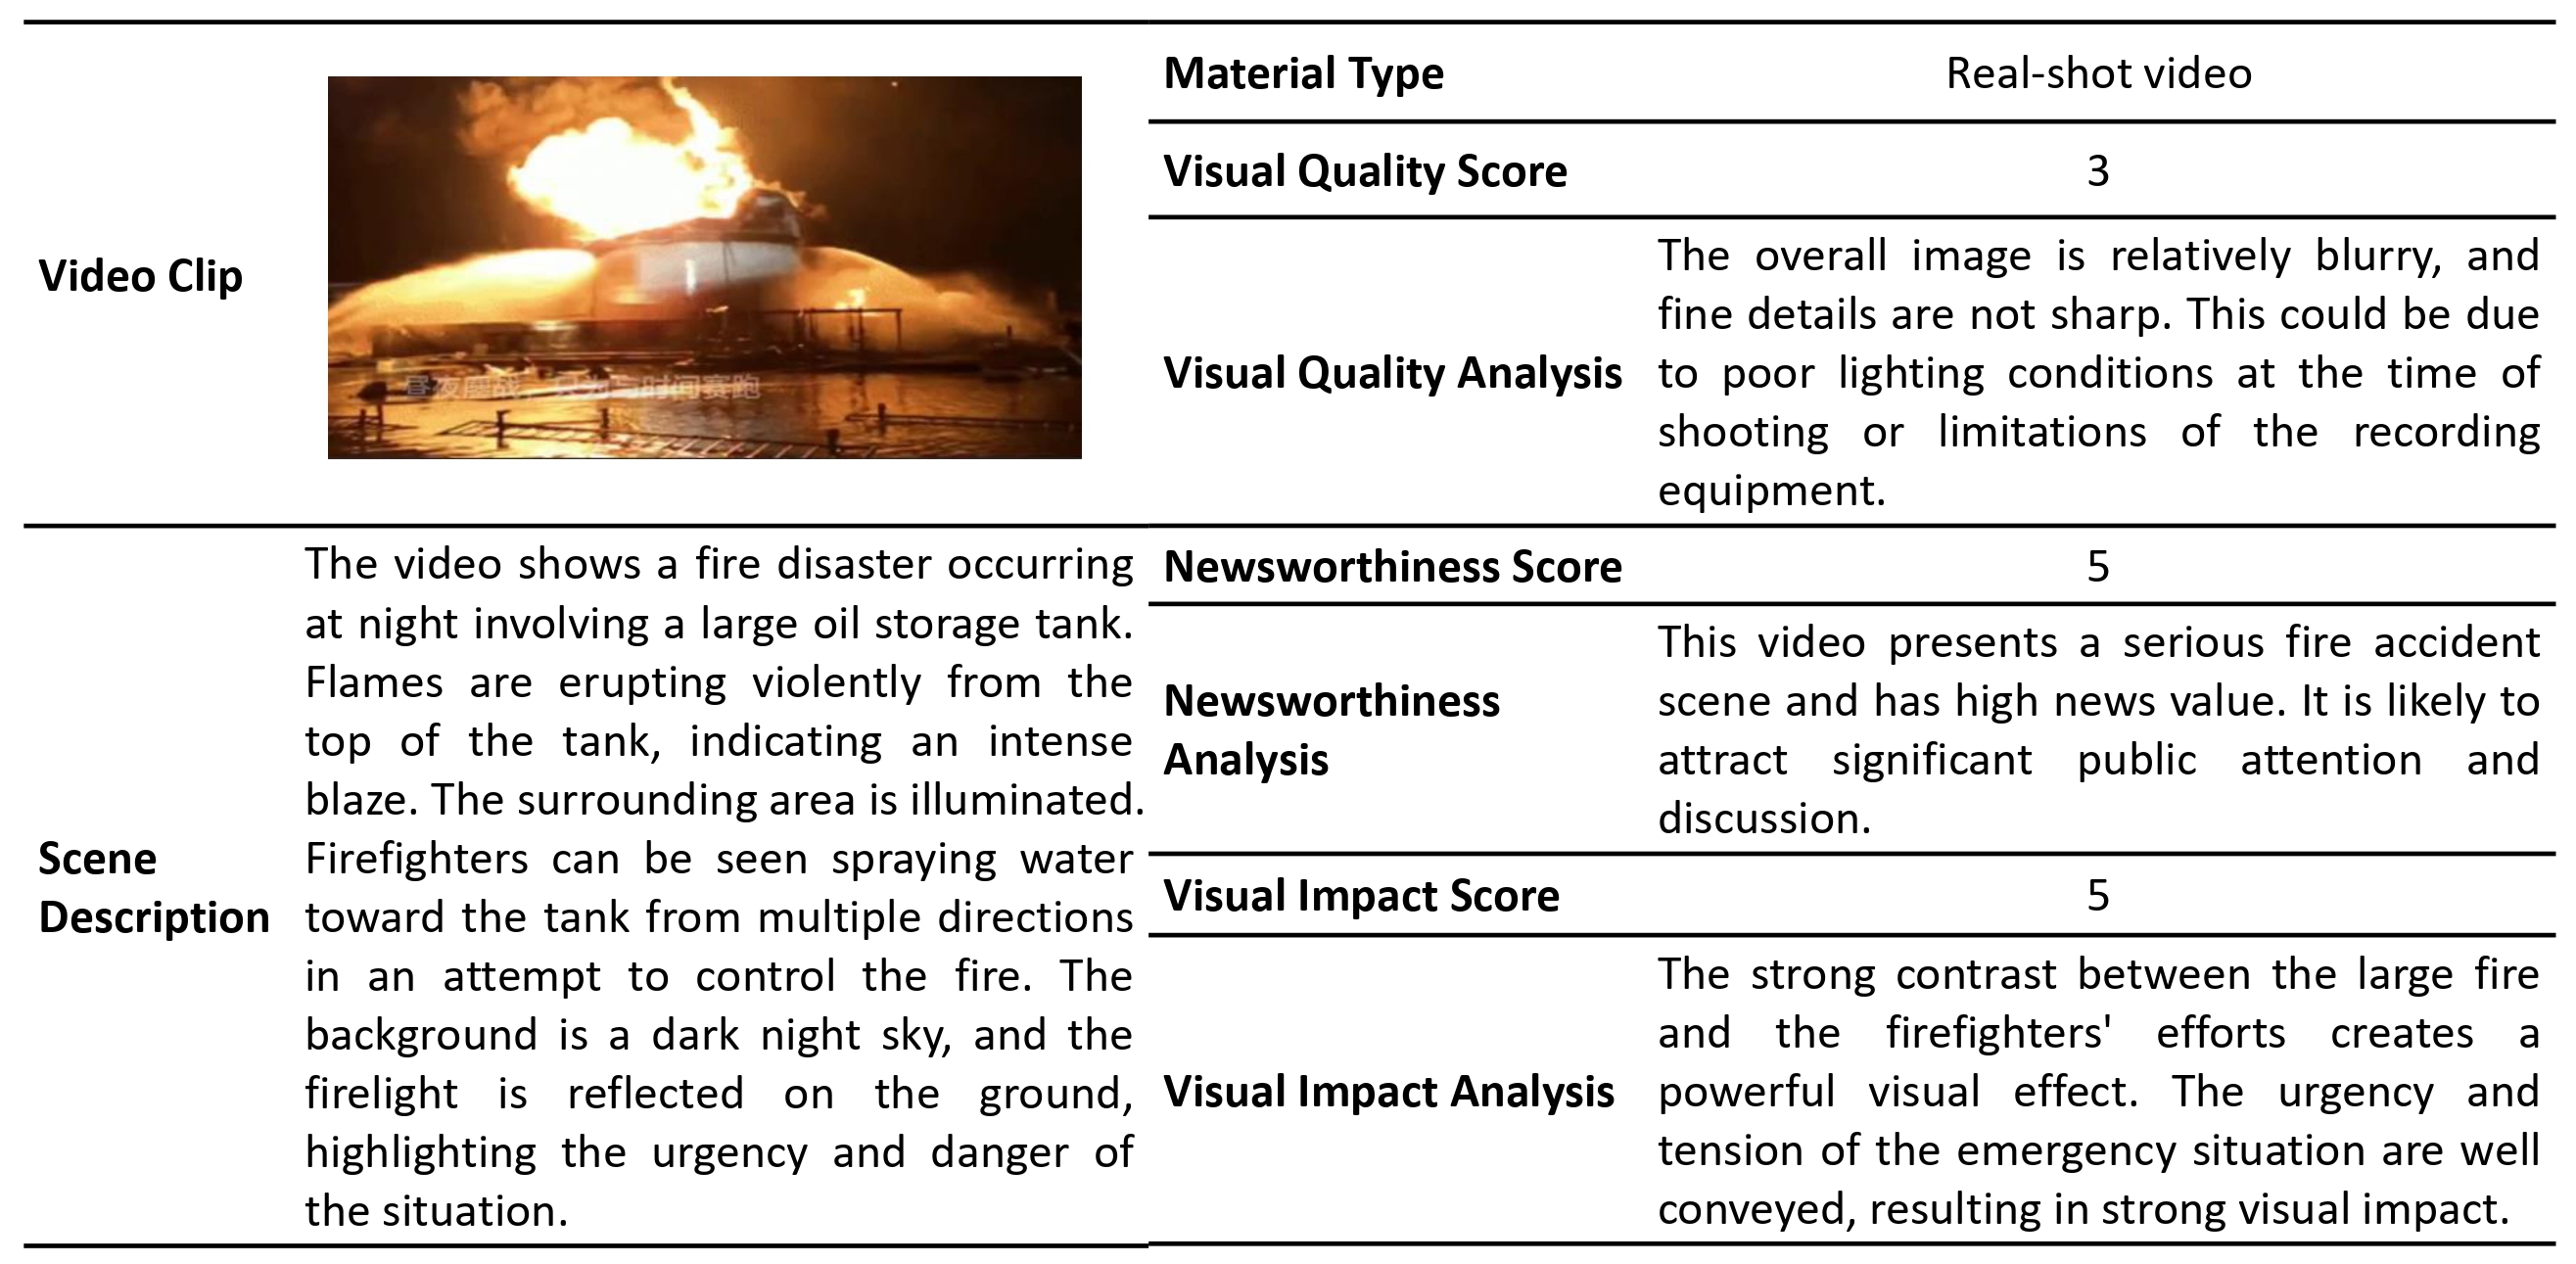 Video Clip
昼夜鏖战，只为与时间赛跑
Scene
Description
The video shows a fire disaster occurring
at night involving a large oil storage tank.
Flames are erupting violently from the
top of the tank, indicating an intense
blaze. The surrounding area is illuminated.
Firefighters can be seen spraying water
toward the tank from multiple directions
in an attempt to control the fire. The
background is a dark night sky, and the
firelight is reflected on the ground,
highlighting the urgency and danger of
the situation.
Material Type
Real-shot video
Visual Quality Score
3
Visual Quality Analysis
The overall image is relatively blurry, and
fine details are not sharp. This could be due
to poor lighting conditions at the time of
shooting or limitations of the recording
equipment.
Newsworthiness Score
5
Newsworthiness
Analysis
This video presents a serious fire accident
scene and has high news value. It is likely to
attract significant public attention and
discussion.
Visual Impact Score
5
Visual Impact Analysis
The strong contrast between the large fire
and the firefighters' efforts creates a
powerful visual effect. The urgency and
tension of the emergency situation are well
conveyed, resulting in strong visual impact.